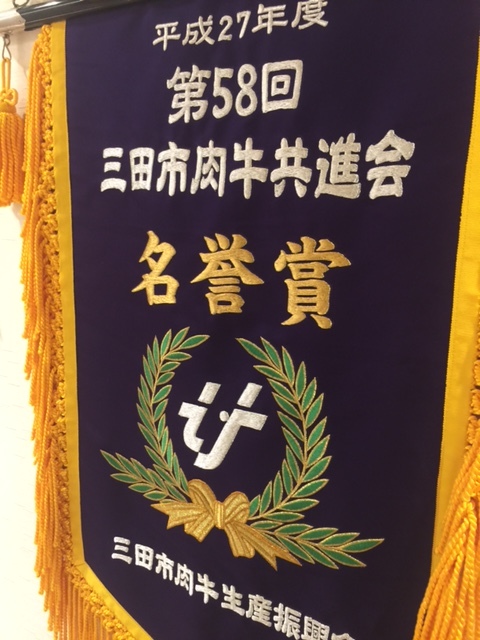 平成27年度
第58回
三田市肉牛共進会
名誉賞
三田市肉牛生産振興